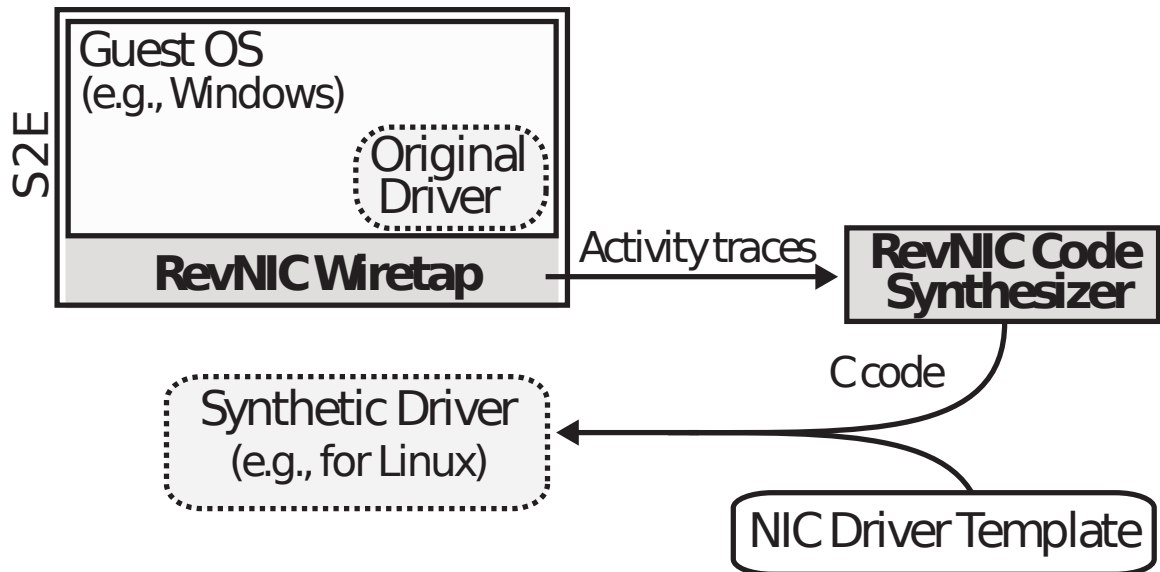 Guest OS
(e.g., Windows)
S2E
Original
Driver
RevNIC Wiretap
Activity traces
RevNIC Code
Synthesizer
C code
Synthetic Driver
(e.g., for Linux)
NIC Driver Template